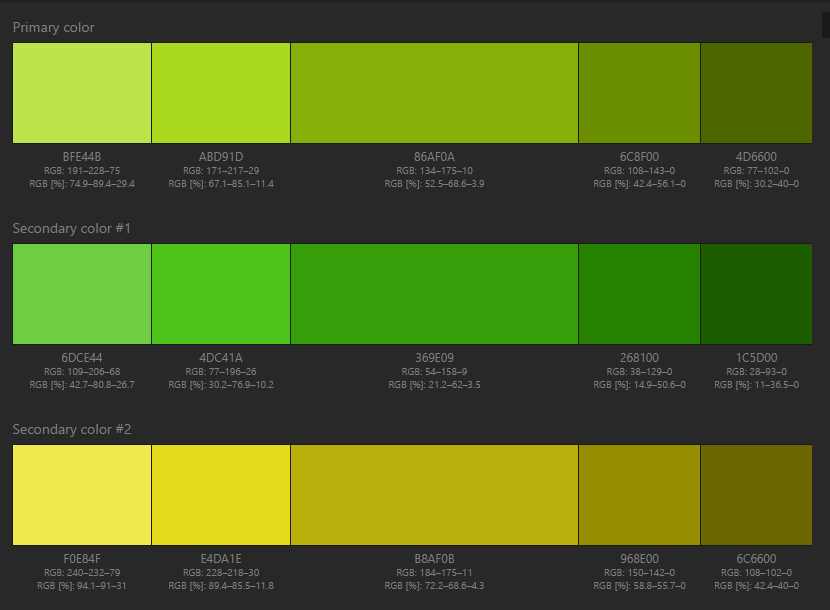 Primary color
BFE44B ABD91D 86AF0A 6C8F00 4D6600
RGB: 191–228–75 RGB: 171–217–29 RGB: 134–175–10 RGB: 108–143–0 RGB: 77–102–0
RGB [%]: 74.9–89.4–29.4 RGB [%]: 67.1–85.1–11.4 RGB [%]: 52.5–68.6–3.9 RGB [%]: 42.4–56.1–0 RGB [%]: 30.2–40–0
Secondary color #1
6DCE44 4DC41A 369E09 268100 1C5D00
RGB: 109–206–68 RGB: 77–196–26 RGB: 54–158–9 RGB: 38–129–0 RGB: 28–93–0
RGB [%]: 42.7–80.8–26.7 RGB [%]: 30.2–76.9–10.2 RGB [%]: 21.2–62–3.5 RGB [%]: 14.9–50.6–0 RGB [%]: 11–36.5–0
Secondary color #2
F0E84F E4DA1E B8AF0B 968E00 6C6600
RGB: 240–232–79 RGB: 228–218–30 RGB: 184–175–11 RGB: 150–142–0 RGB: 108–102–0
RGB [%]: 94.1–91–31 RGB [%]: 89.4–85.5–11.8 RGB [%]: 72.2–68.6–4.3 RGB [%]: 58.8–55.7–0 RGB [%]: 42.4–40–0